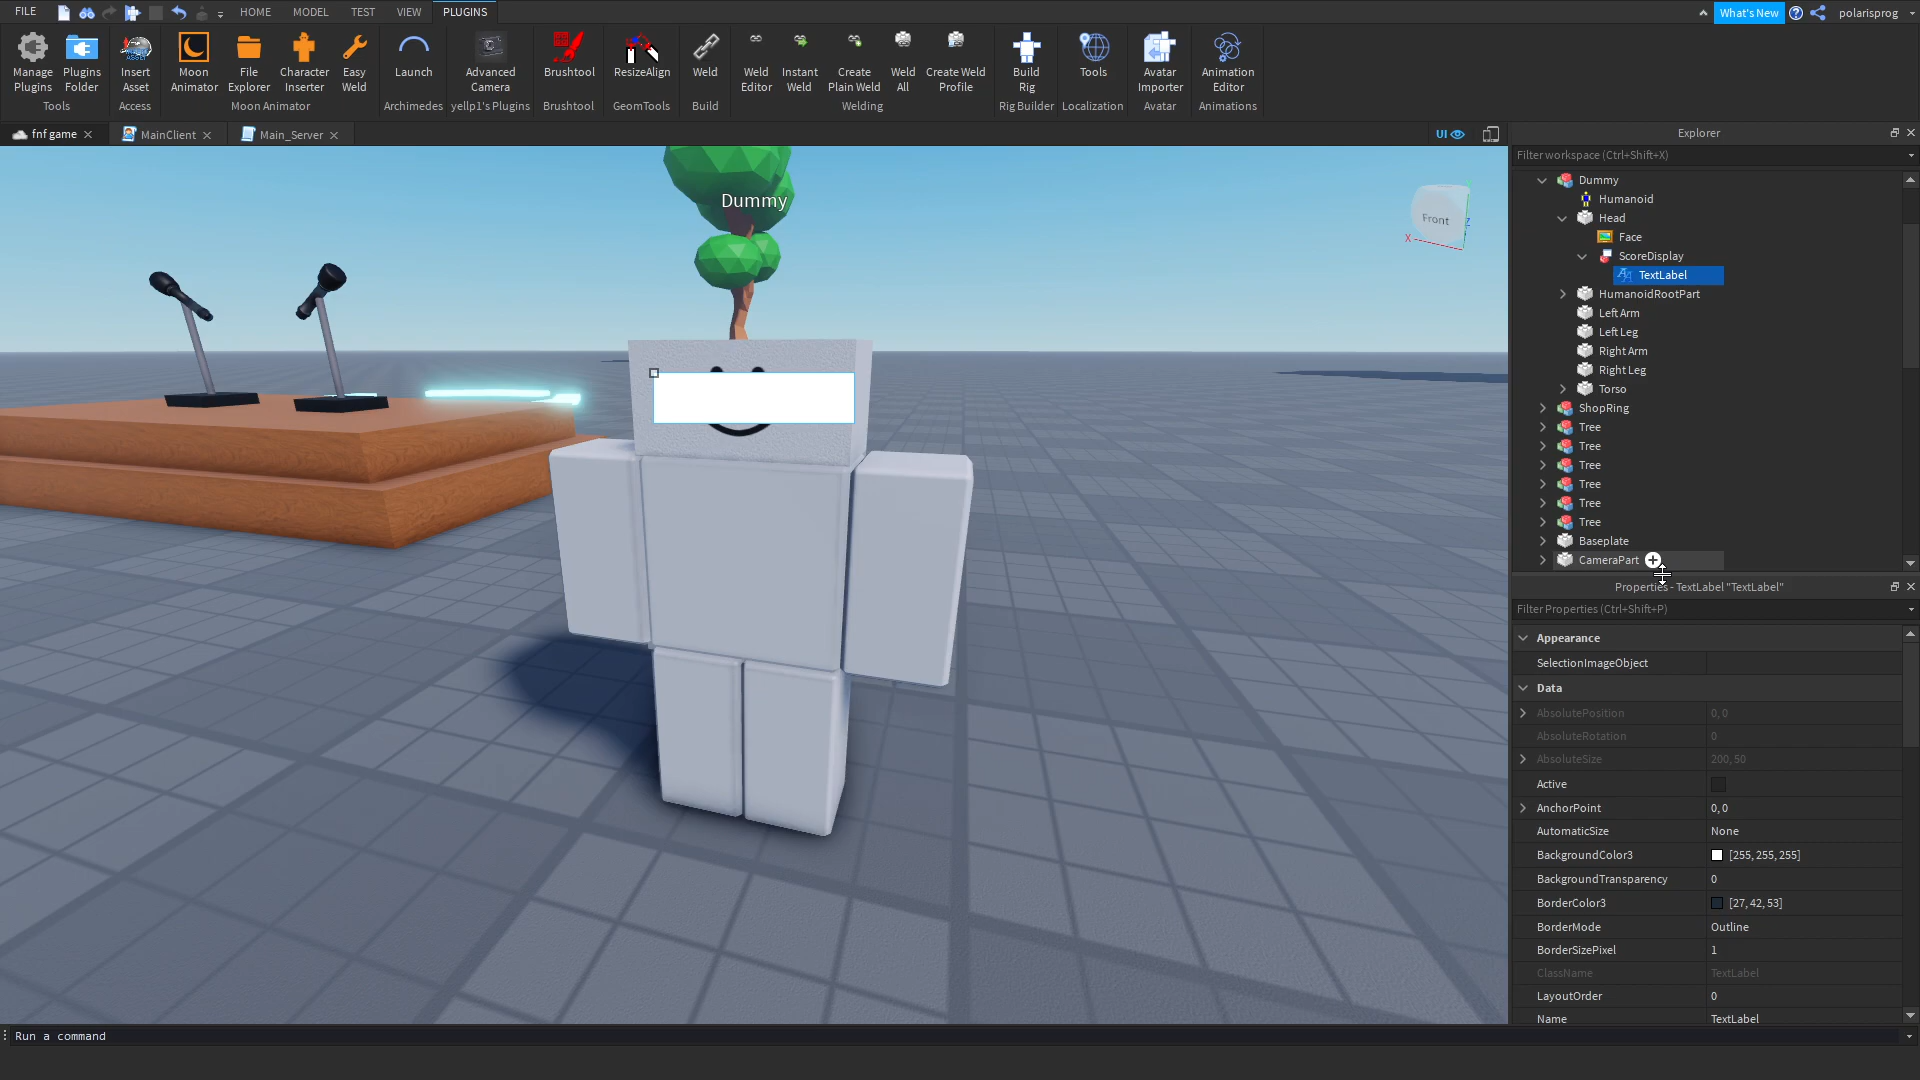 FILE
HOME
MODEL
TEST
VIEW
PLUGINS
What's New
polarisprog
Manage Plugins
Plugins Folder
Insert Asset
Moon Animator
File Explorer
Character Inserter
Easy Weld
Launch
Advanced Camera
Brushtool
ResizeAlign
Weld
Weld Editor
Instant Weld
Create Plain Weld
Weld All
Create Weld Profile
Build Rig
Tools
Avatar Importer
Animation Editor
Tools
Access
Moon Animator
Archimedes
yellp1's Plugins
Brushtool
GeomTools
Build
Welding
Rig Builder
Localization
Avatar
Animations
fnf game
MainClient
Main_Server
UI
Dummy
Front
X
Z
Explorer
Filter workspace (Ctrl+Shift+X)
Dummy
Humanoid
Head
Face
ScoreDisplay
TextLabel
HumanoidRootPart
Left Arm
Left Leg
Right Arm
Right Leg
Torso
ShopRing
Tree
Tree
Tree
Tree
Tree
Tree
Baseplate
CameraPart
Properties - TextLabel "TextLabel"
Filter Properties (Ctrl+Shift+P)
Appearance
SelectionImageObject
Data
AbsolutePosition 0, 0
AbsoluteRotation 0
AbsoluteSize 200, 50
Active
AnchorPoint 0, 0
AutomaticSize None
BackgroundColor3 [255, 255, 255]
BackgroundTransparency 0
BorderColor3 [27, 42, 53]
BorderMode Outline
BorderSizePixel 1
ClassName TextLabel
LayoutOrder 0
Name TextLabel
Run a command